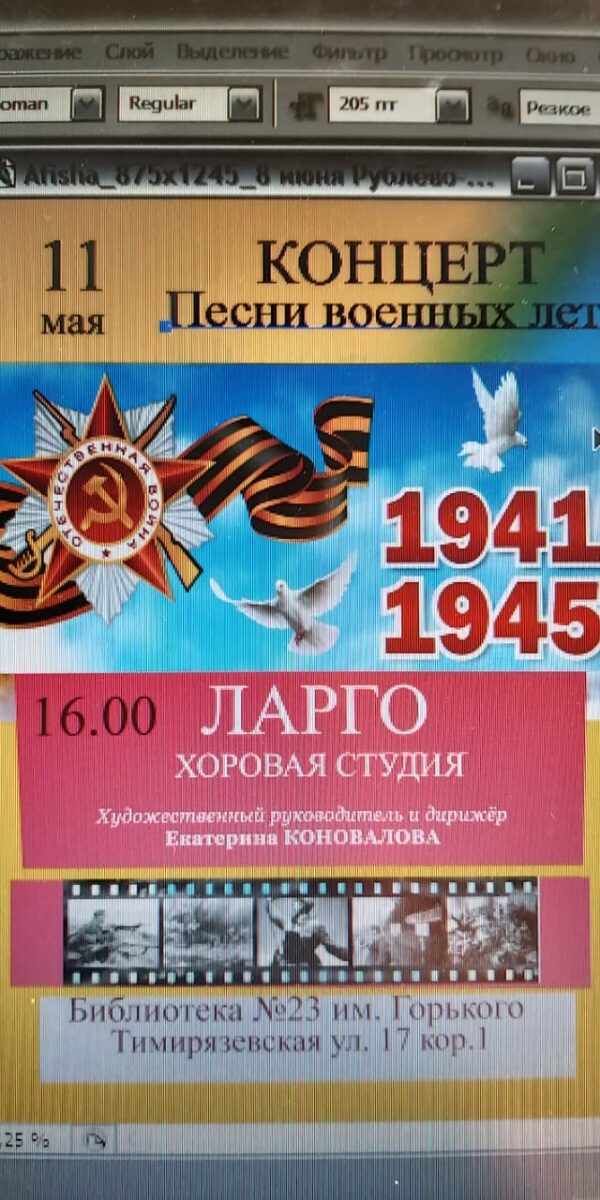 Слой Выделение Фильтр Просмотр Окно
oman Regular 205 пт Резкое
Afisha_875x1245_8 июня Рублёво-...
11 мая
КОНЦЕРТ
Песни военных лет
ОТЕЧЕСТВЕННАЯ ВОЙНА
1941
1945
16.00
ЛАРГО
ХОРОВАЯ СТУДИЯ
Художественный руководитель и дирижёр
Екатерина КОНОВАЛОВА
Библиотека №23 им. Горького
Тимирязевская ул. 17 кор.1
25 %